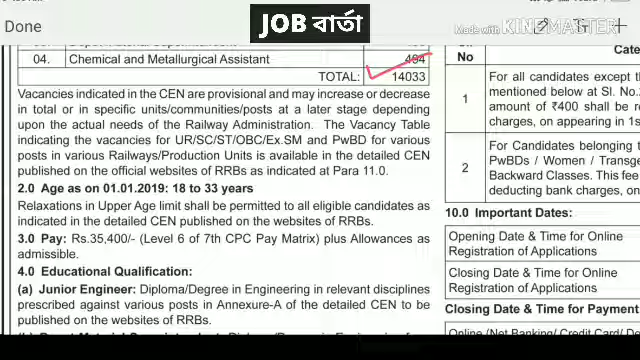 JOB বার্তা
Done
Made with KINEMASTER
04. Chemical and Metallurgical Assistant 494
TOTAL: 14033
Vacancies indicated in the CEN are provisional and may increase or decrease
in total or in specific units/communities/posts at a later stage depending
upon the actual needs of the Railway Administration. The Vacancy Table
indicating the vacancies for UR/SC/ST/OBC/Ex.SM and PwBD for various
posts in various Railways/Production Units is available in the detailed CEN
published on the official websites of RRBs as indicated at Para 11.0.
2.0 Age as on 01.01.2019: 18 to 33 years
Relaxations in Upper Age limit shall be permitted to all eligible candidates as
indicated in the detailed CEN published on the websites of RRBs.
3.0 Pay: Rs.35,400/- (Level 6 of 7th CPC Pay Matrix) plus Allowances as
admissible.
4.0 Educational Qualification:
(a) Junior Engineer: Diploma/Degree in Engineering in relevant disciplines
prescribed against various posts in Annexure-A of the detailed CEN to be
published on the websites of RRBs.
No
Cate
1
For all candidates except t
mentioned below at Sl. No.
amount of ₹400 shall be r
charges, on appearing in 1s
2
For Candidates belonging t
PwBDs / Women / Transge
Backward Classes. This fee
deducting bank charges, on
10.0 Important Dates:
Opening Date & Time for Online
Registration of Applications
Closing Date & Time for Online
Registration of Applications
Closing Date & Time for Payment
Online (Net Banking/ Credit Card/ De